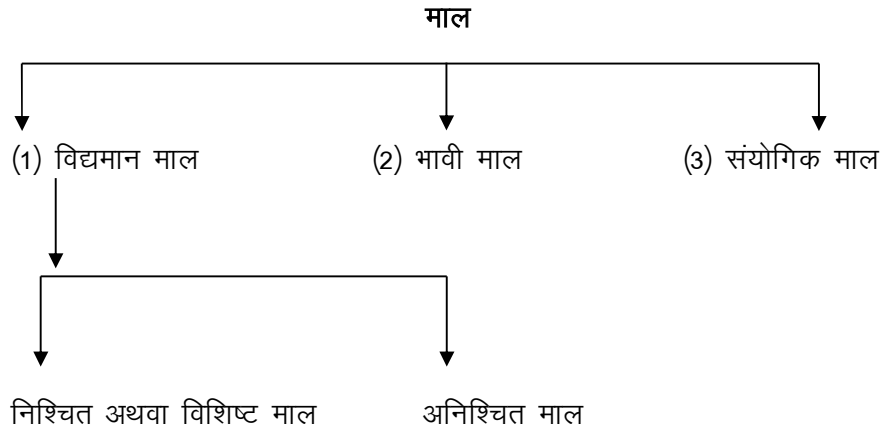 माल
(1) विद्यमान माल (2) भावी माल (3) संयोगिक माल
निश्चित अथवा विशिष्ट माल अनिश्चित माल